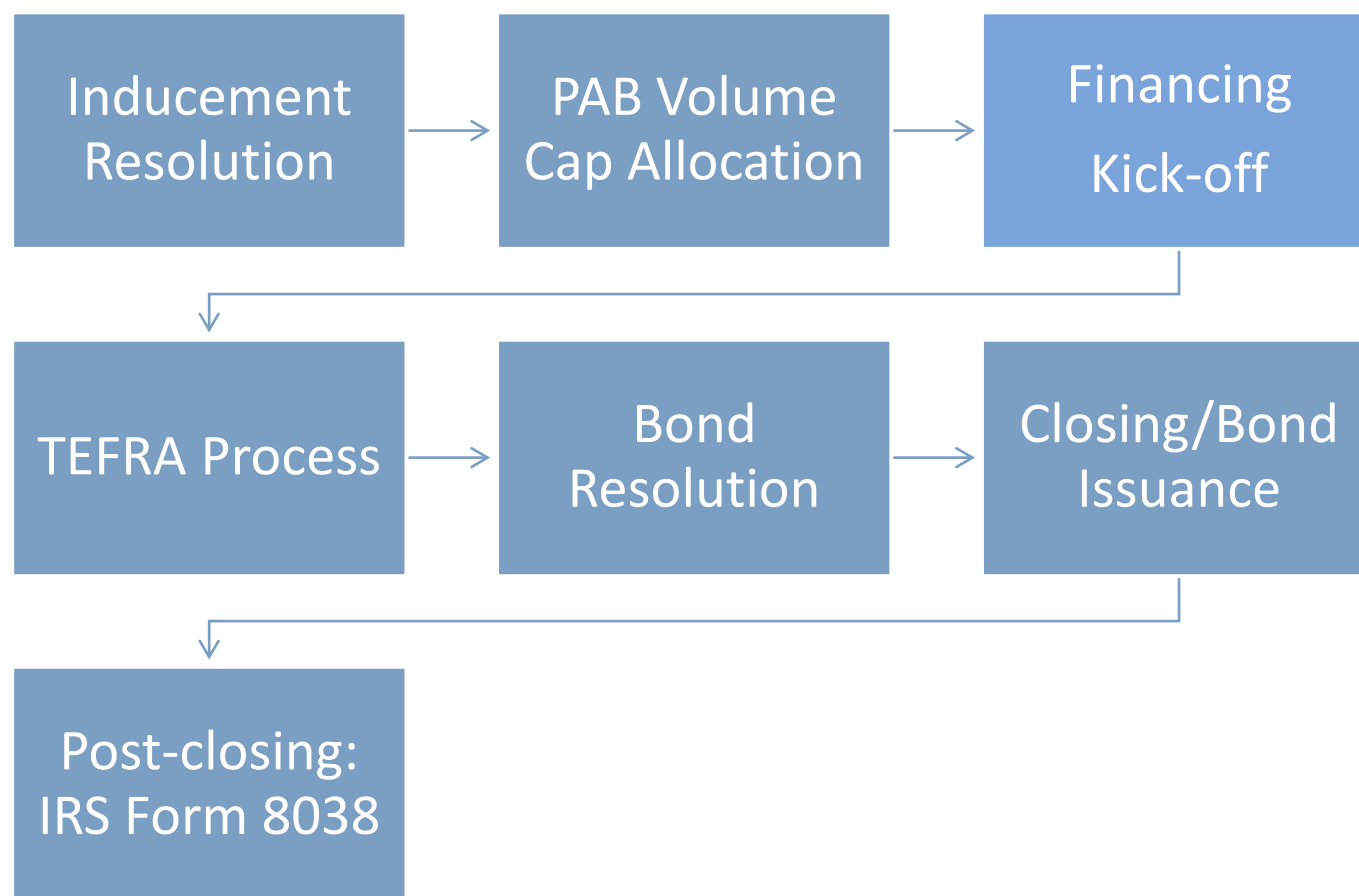 Inducement
Resolution
PAB Volume
Cap Allocation
Financing
Kick-off
TEFRA Process
Bond
Resolution
Closing/Bond
Issuance
Post-closing:
IRS Form 8038